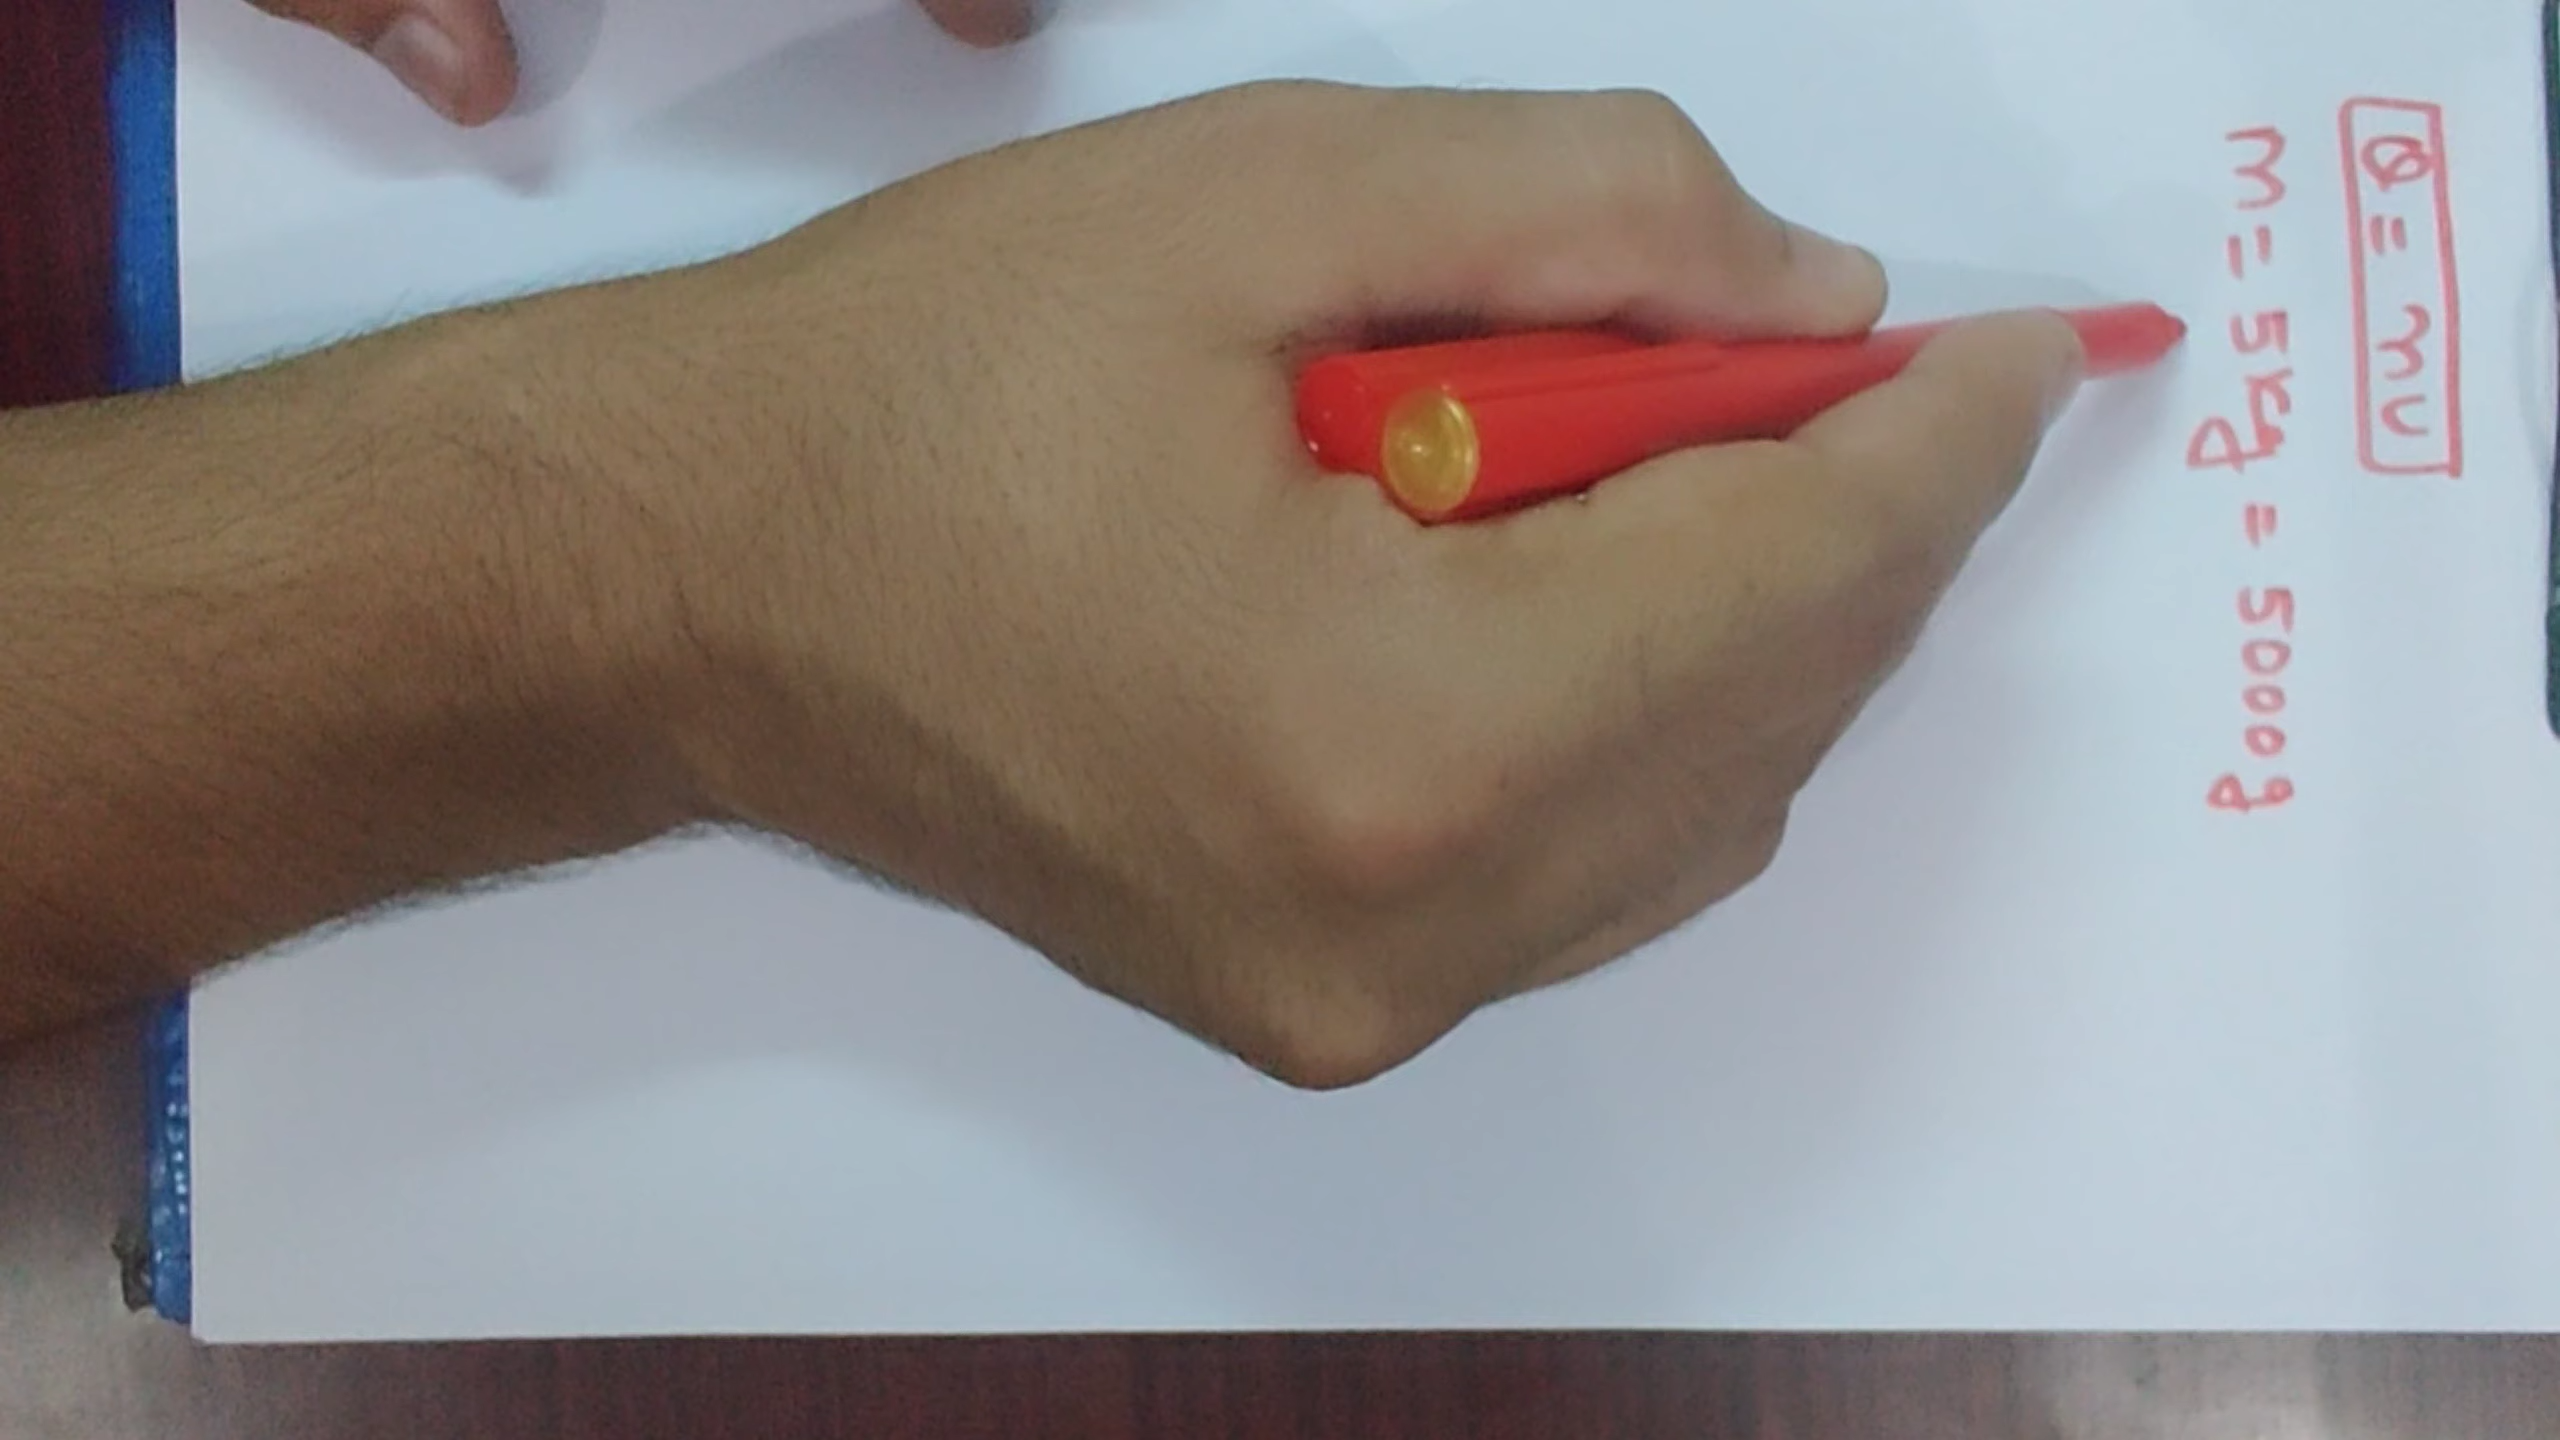 Q = mv
m = 5kg = 5000g